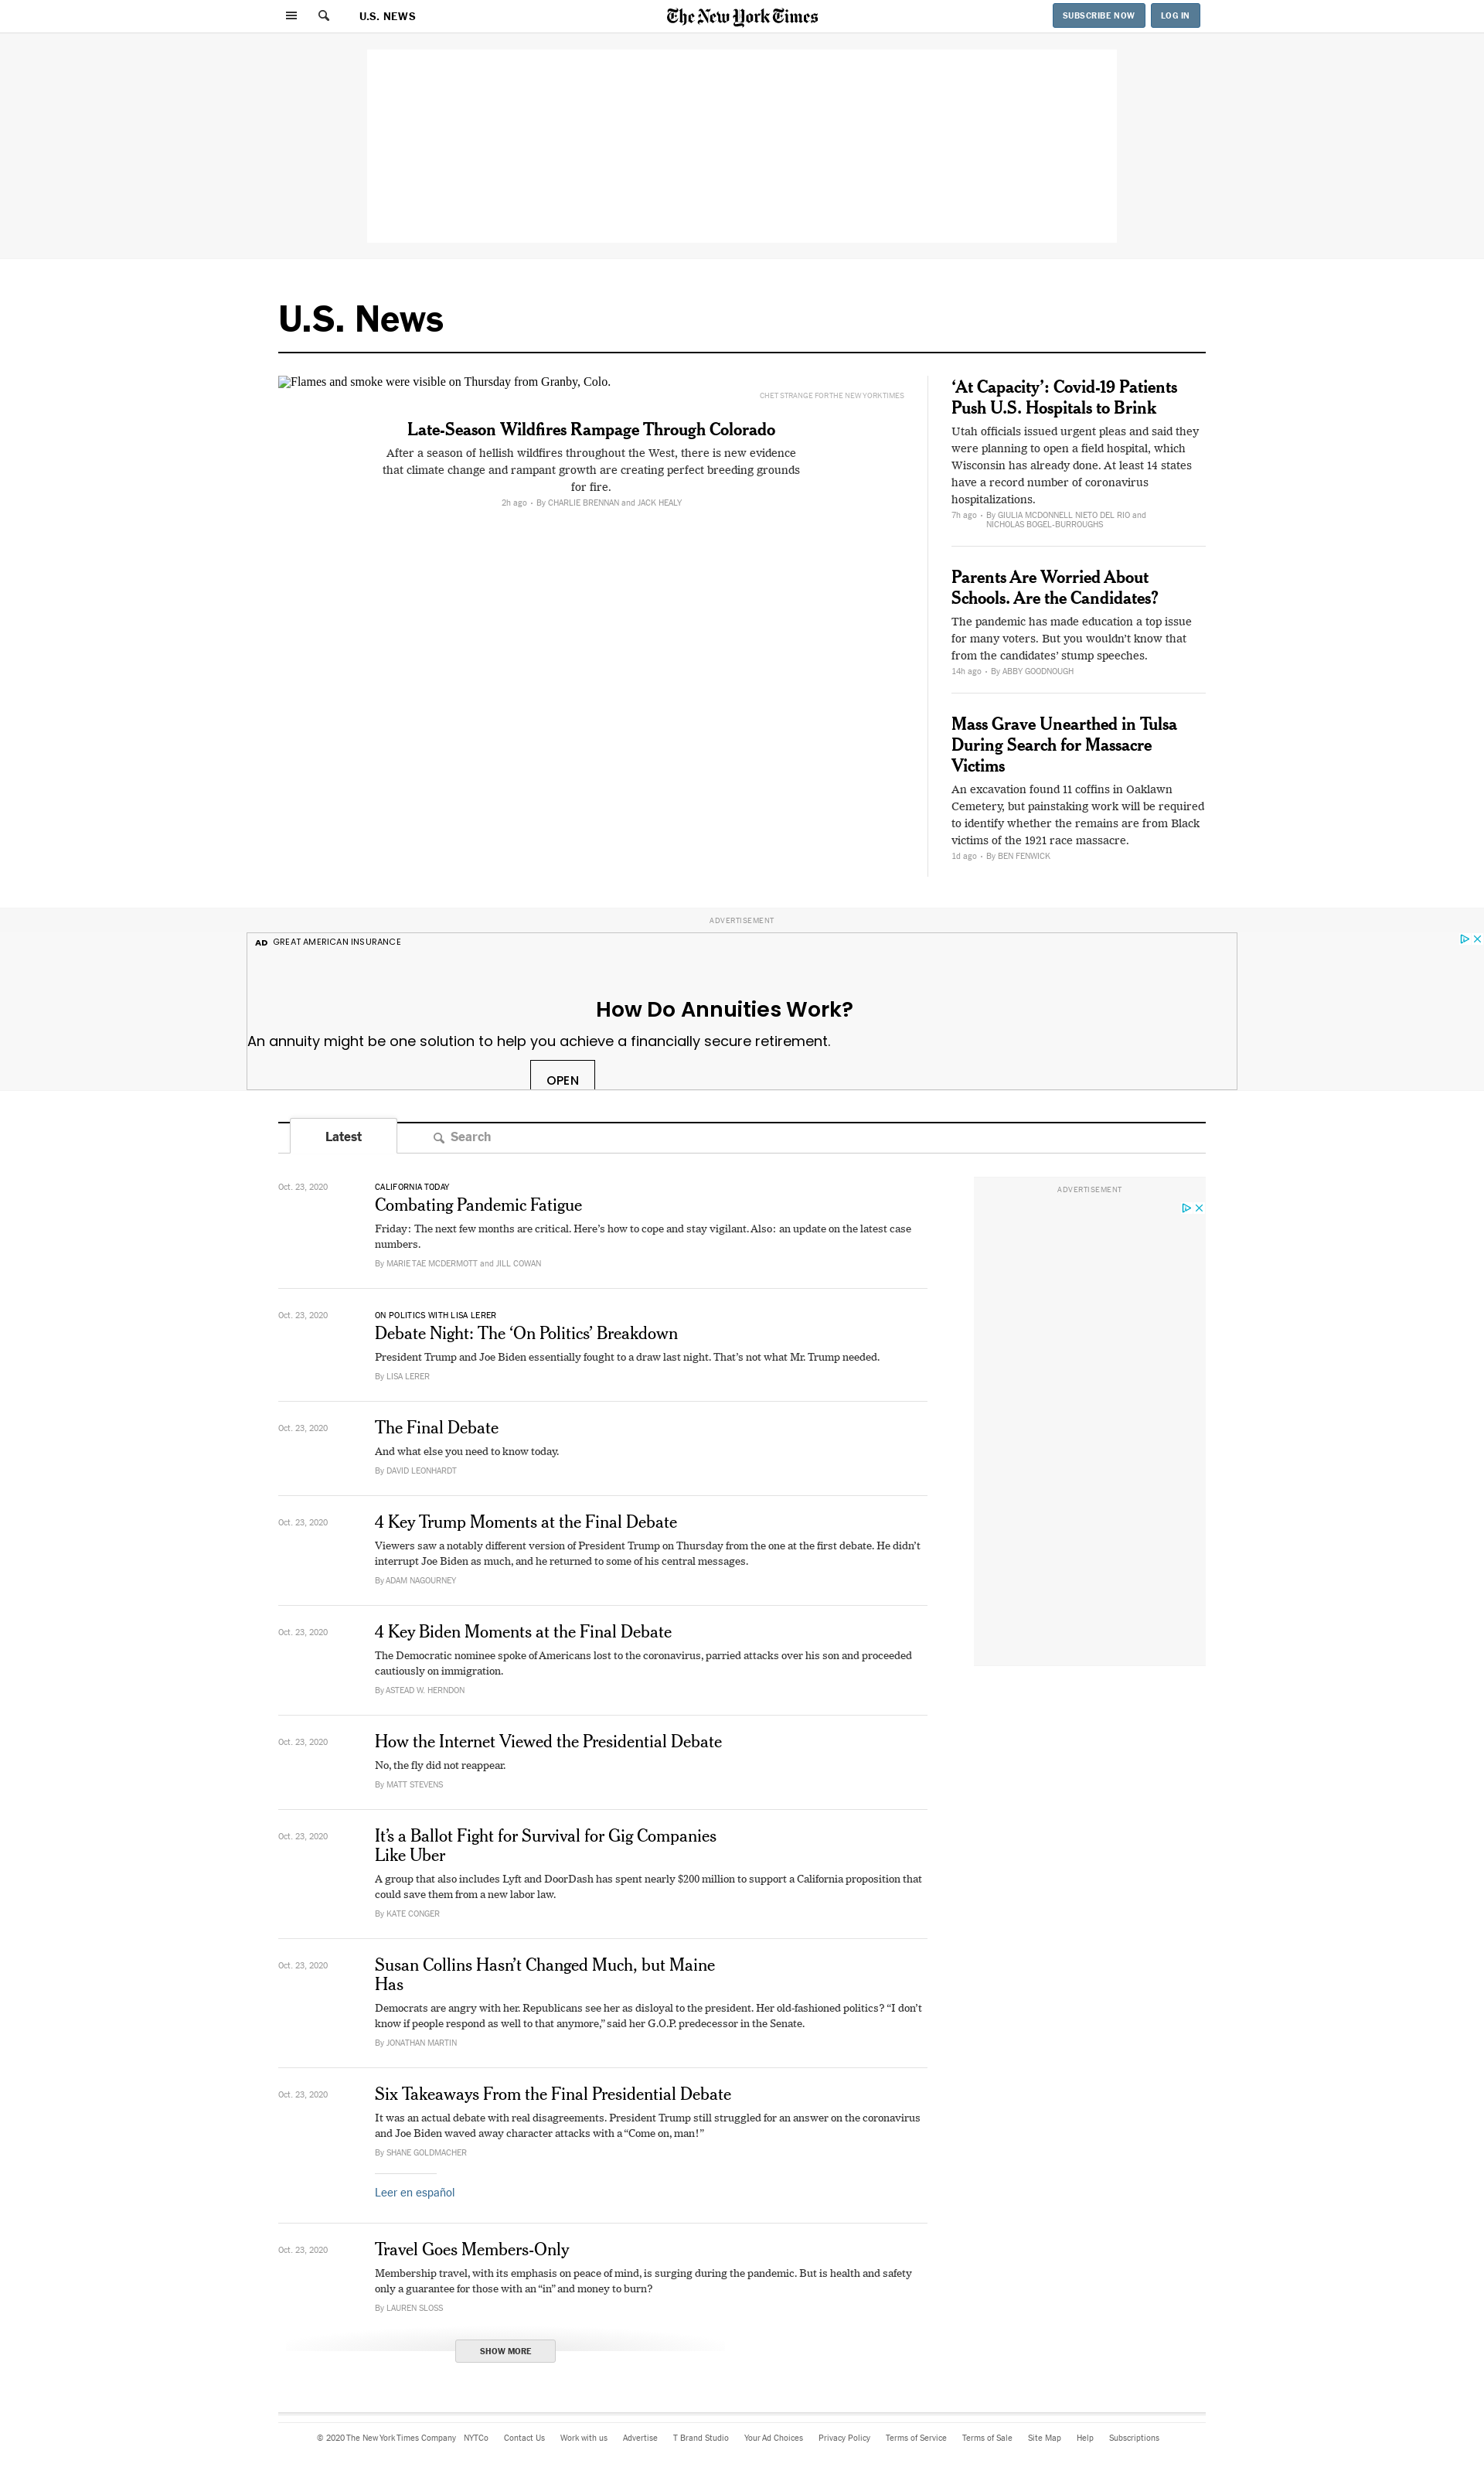 U.S. NEWS
The New York Times
SUBSCRIBE NOW
LOG IN
U.S. News
Flames and smoke were visible on Thursday from Granby, Colo.
CHET STRANGE FOR THE NEW YORK TIMES
Late-Season Wildfires Rampage Through Colorado
After a season of hellish wildfires throughout the West, there is new evidence
that climate change and rampant growth are creating perfect breeding grounds
for fire.
2h ago • By CHARLIE BRENNAN and JACK HEALY
‘At Capacity’: Covid-19 Patients
Push U.S. Hospitals to Brink
Utah officials issued urgent pleas and said they
were planning to open a field hospital, which
Wisconsin has already done. At least 14 states
have a record number of coronavirus
hospitalizations.
7h ago • By GIULIA MCDONNELL NIETO DEL RIO and
NICHOLAS BOGEL-BURROUGHS
Parents Are Worried About
Schools. Are the Candidates?
The pandemic has made education a top issue
for many voters. But you wouldn’t know that
from the candidates’ stump speeches.
14h ago • By ABBY GOODNOUGH
Mass Grave Unearthed in Tulsa
During Search for Massacre
Victims
An excavation found 11 coffins in Oaklawn
Cemetery, but painstaking work will be required
to identify whether the remains are from Black
victims of the 1921 race massacre.
1d ago • By BEN FENWICK
ADVERTISEMENT
AD GREAT AMERICAN INSURANCE
How Do Annuities Work?
An annuity might be one solution to help you achieve a financially secure retirement.
OPEN
Latest
Search
Oct. 23, 2020
CALIFORNIA TODAY
Combating Pandemic Fatigue
Friday: The next few months are critical. Here’s how to cope and stay vigilant. Also: an update on the latest case
numbers.
By MARIE TAE MCDERMOTT and JILL COWAN
ADVERTISEMENT
Oct. 23, 2020
ON POLITICS WITH LISA LERER
Debate Night: The ‘On Politics’ Breakdown
President Trump and Joe Biden essentially fought to a draw last night. That’s not what Mr. Trump needed.
By LISA LERER
Oct. 23, 2020
The Final Debate
And what else you need to know today.
By DAVID LEONHARDT
Oct. 23, 2020
4 Key Trump Moments at the Final Debate
Viewers saw a notably different version of President Trump on Thursday from the one at the first debate. He didn’t
interrupt Joe Biden as much, and he returned to some of his central messages.
By ADAM NAGOURNEY
Oct. 23, 2020
4 Key Biden Moments at the Final Debate
The Democratic nominee spoke of Americans lost to the coronavirus, parried attacks over his son and proceeded
cautiously on immigration.
By ASTEAD W. HERNDON
Oct. 23, 2020
How the Internet Viewed the Presidential Debate
No, the fly did not reappear.
By MATT STEVENS
Oct. 23, 2020
It’s a Ballot Fight for Survival for Gig Companies
Like Uber
A group that also includes Lyft and DoorDash has spent nearly $200 million to support a California proposition that
could save them from a new labor law.
By KATE CONGER
Oct. 23, 2020
Susan Collins Hasn’t Changed Much, but Maine
Has
Democrats are angry with her. Republicans see her as disloyal to the president. Her old-fashioned politics? “I don’t
know if people respond as well to that anymore,” said her G.O.P. predecessor in the Senate.
By JONATHAN MARTIN
Oct. 23, 2020
Six Takeaways From the Final Presidential Debate
It was an actual debate with real disagreements. President Trump still struggled for an answer on the coronavirus
and Joe Biden waved away character attacks with a “Come on, man!”
By SHANE GOLDMACHER
Leer en español
Oct. 23, 2020
Travel Goes Members-Only
Membership travel, with its emphasis on peace of mind, is surging during the pandemic. But is health and safety
only a guarantee for those with an “in” and money to burn?
By LAUREN SLOSS
SHOW MORE
© 2020 The New York Times Company NYTCo Contact Us Work with us Advertise T Brand Studio Your Ad Choices Privacy Policy Terms of Service Terms of Sale Site Map Help Subscriptions